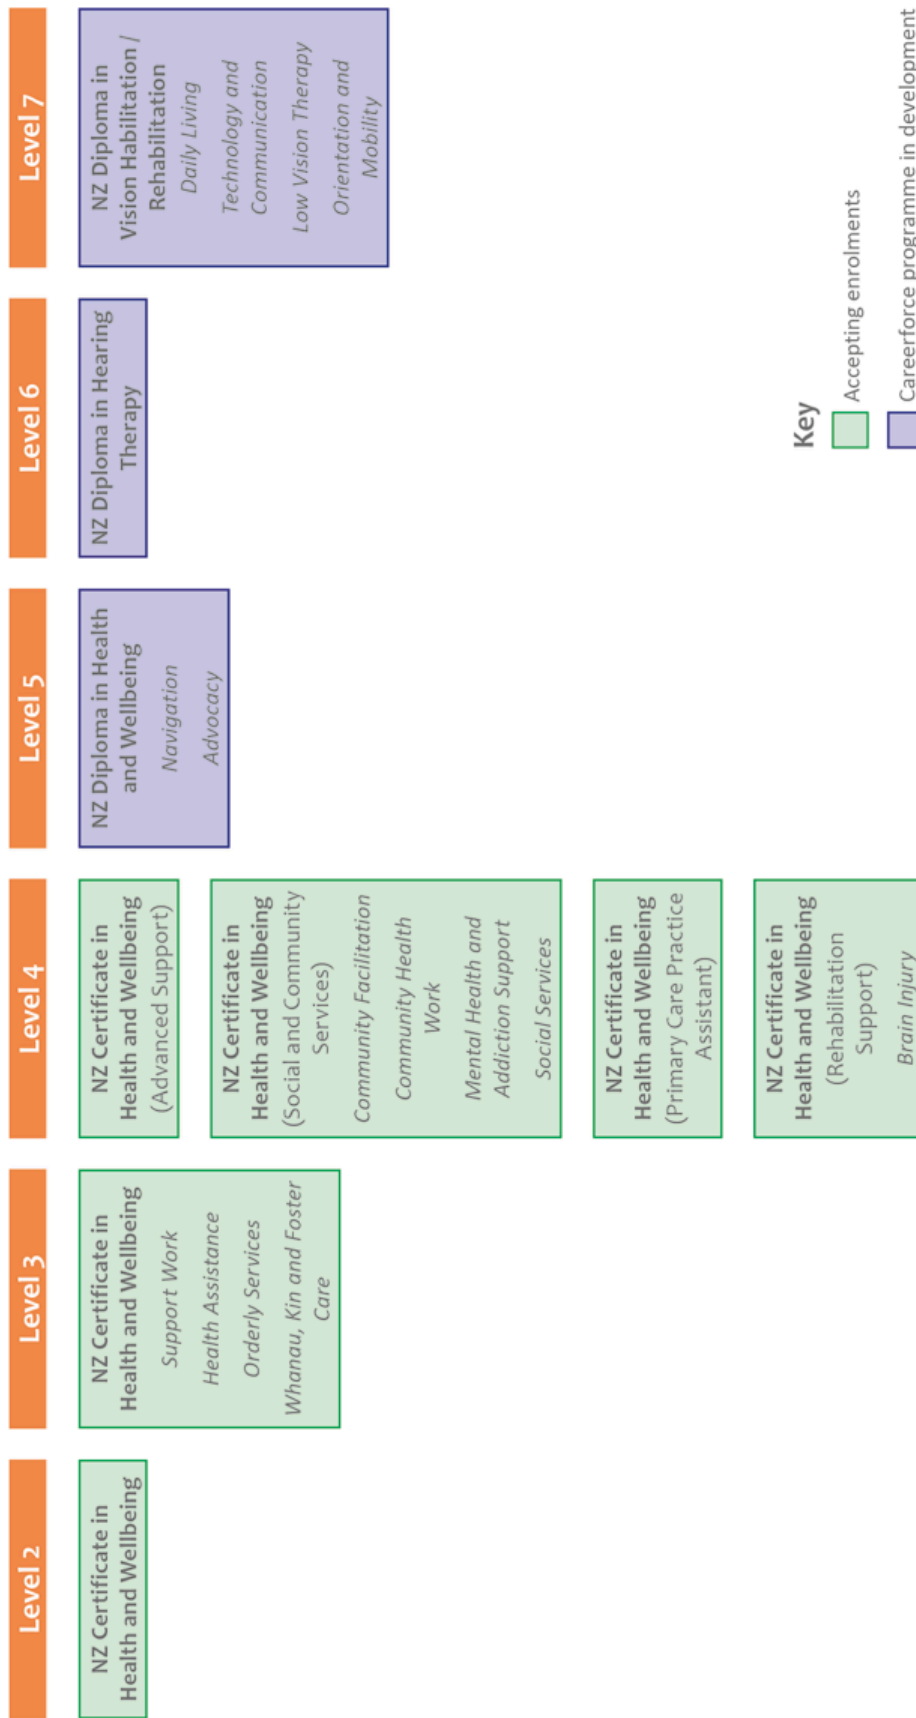 Level 2
NZ Certificate in
Health and Wellbeing
Level 3
NZ Certificate in
Health and Wellbeing
Support Work
Health Assistance
Orderly Services
Whanau, Kin and Foster
Care
Level 4
NZ Certificate in
Health and Wellbeing
(Advanced Support)
NZ Certificate in
Health and Wellbeing
(Social and Community
Services)
Community Facilitation
Community Health
Work
Mental Health and
Addiction Support
Social Services
NZ Certificate in
Health and Wellbeing
(Primary Care Practice
Assistant)
NZ Certificate in
Health and Wellbeing
(Rehabilitation
Support)
Brain Injury
Level 5
NZ Diploma in Health
and Wellbeing
Navigation
Advocacy
Level 6
NZ Diploma in Hearing
Therapy
Level 7
NZ Diploma in
Vision Habilitation /
Rehabilitation
Daily Living
Technology and
Communication
Low Vision Therapy
Orientation and
Mobility
Key
Accepting enrolments
Careerforce programme in development